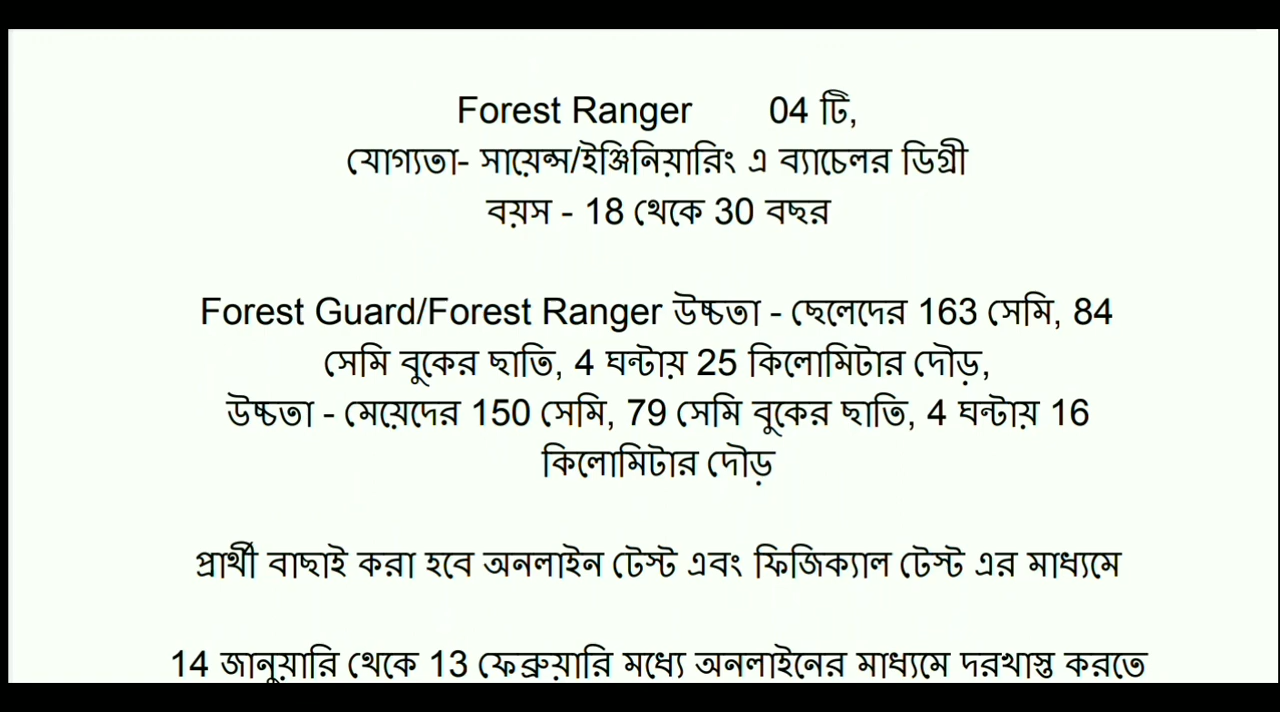 Forest Ranger 04 টি,
যোগ্যতা- সায়েন্স/ইঞ্জিনিয়ারিং এ ব্যাচেলর ডিগ্রী
বয়স - 18 থেকে 30 বছর
Forest Guard/Forest Ranger উচ্চতা - ছেলেদের 163 সেমি, 84
সেমি বুকের ছাতি, 4 ঘন্টায় 25 কিলোমিটার দৌড়,
উচ্চতা - মেয়েদের 150 সেমি, 79 সেমি বুকের ছাতি, 4 ঘন্টায় 16
কিলোমিটার দৌড়
প্রার্থী বাছাই করা হবে অনলাইন টেস্ট এবং ফিজিক্যাল টেস্ট এর মাধ্যমে
14 জানুয়ারি থেকে 13 ফেব্রুয়ারি মধ্যে অনলাইনের মাধ্যমে দরখাস্ত করতে